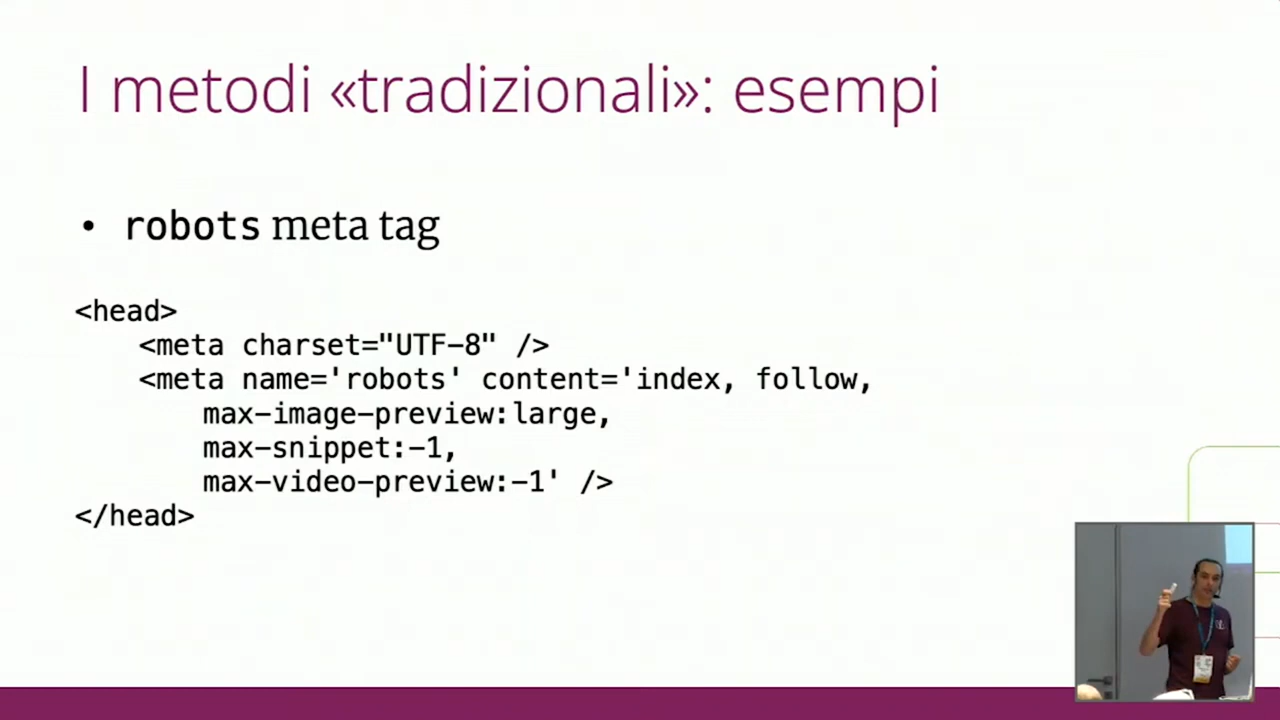 I metodi «tradizionali»: esempi
• robots meta tag
<head>
<meta charset="UTF-8" />
<meta name='robots' content='index, follow,
max-image-preview:large,
max-snippet:-1,
max-video-preview:-1' />
</head>